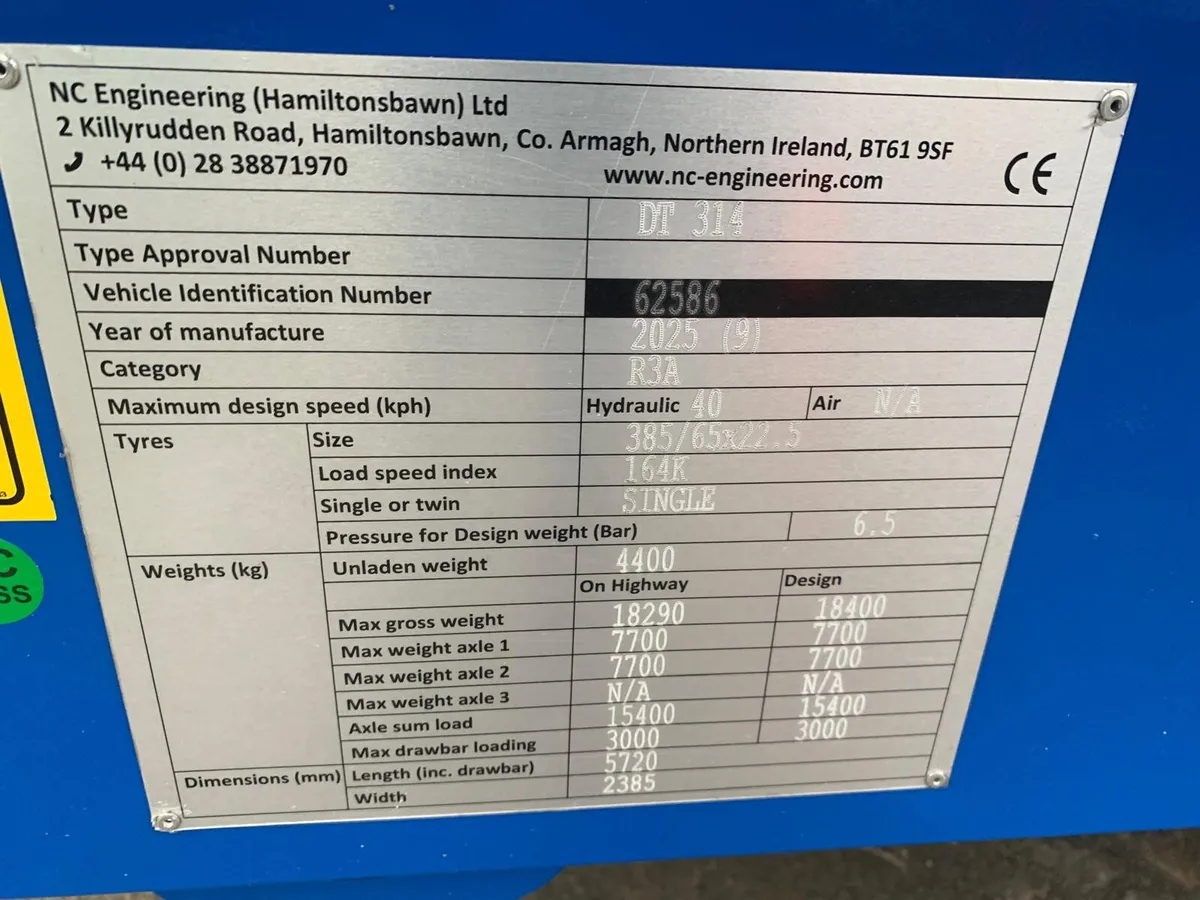 NC Engineering (Hamiltonsbawn) Ltd
2 Killyrudden Road, Hamiltonsbawn, Co. Armagh, Northern Ireland, BT61 9SF
+44 (0) 28 38871970 www.nc-engineering.com CE
Type DT 314
Type Approval Number
Vehicle Identification Number 62586
Year of manufacture 2025 (9)
Category R3A
Maximum design speed (kph) Hydraulic 40 Air N/A
Tyres Size 385/65x22.5
Load speed index 164K
Single or twin SINGLE
Pressure for Design weight (Bar) 6.5
Weights (kg) Unladen weight 4400
On Highway Design
Max gross weight 18290 18400
Max weight axle 1 7700 7700
Max weight axle 2 7700 7700
Max weight axle 3 N/A N/A
Axle sum load 15400 15400
Max drawbar loading 3000 3000
Dimensions (mm) Length (inc. drawbar) 5720
Width 2385